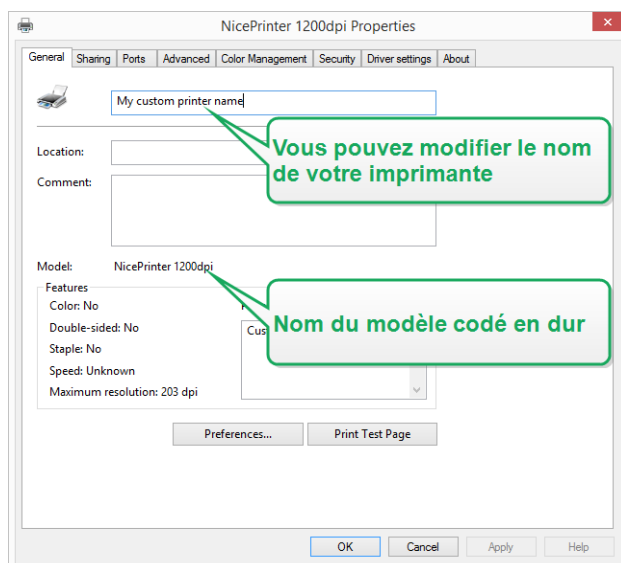 NicePrinter 1200dpi Properties
General Sharing Ports Advanced Color Management Security Driver settings About
My custom printer name
Vous pouvez modifier le nom
de votre imprimante
Location:
Comment:
Model: NicePrinter 1200dpi
Features
Color: No
Nom du modèle codé en dur
Double-sided: No
Staple: No
Speed: Unknown
Maximum resolution: 203 dpi
Preferences... Print Test Page
OK Cancel Apply Help